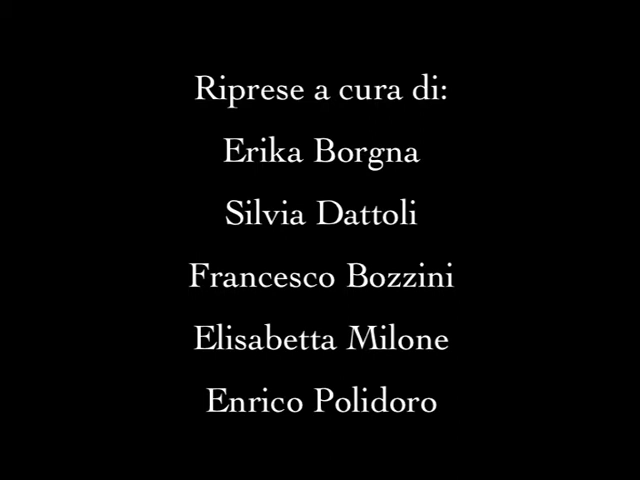 Riprese a cura di:
Erika Borgna
Silvia Dattoli
Francesco Bozzini
Elisabetta Milone
Enrico Polidoro